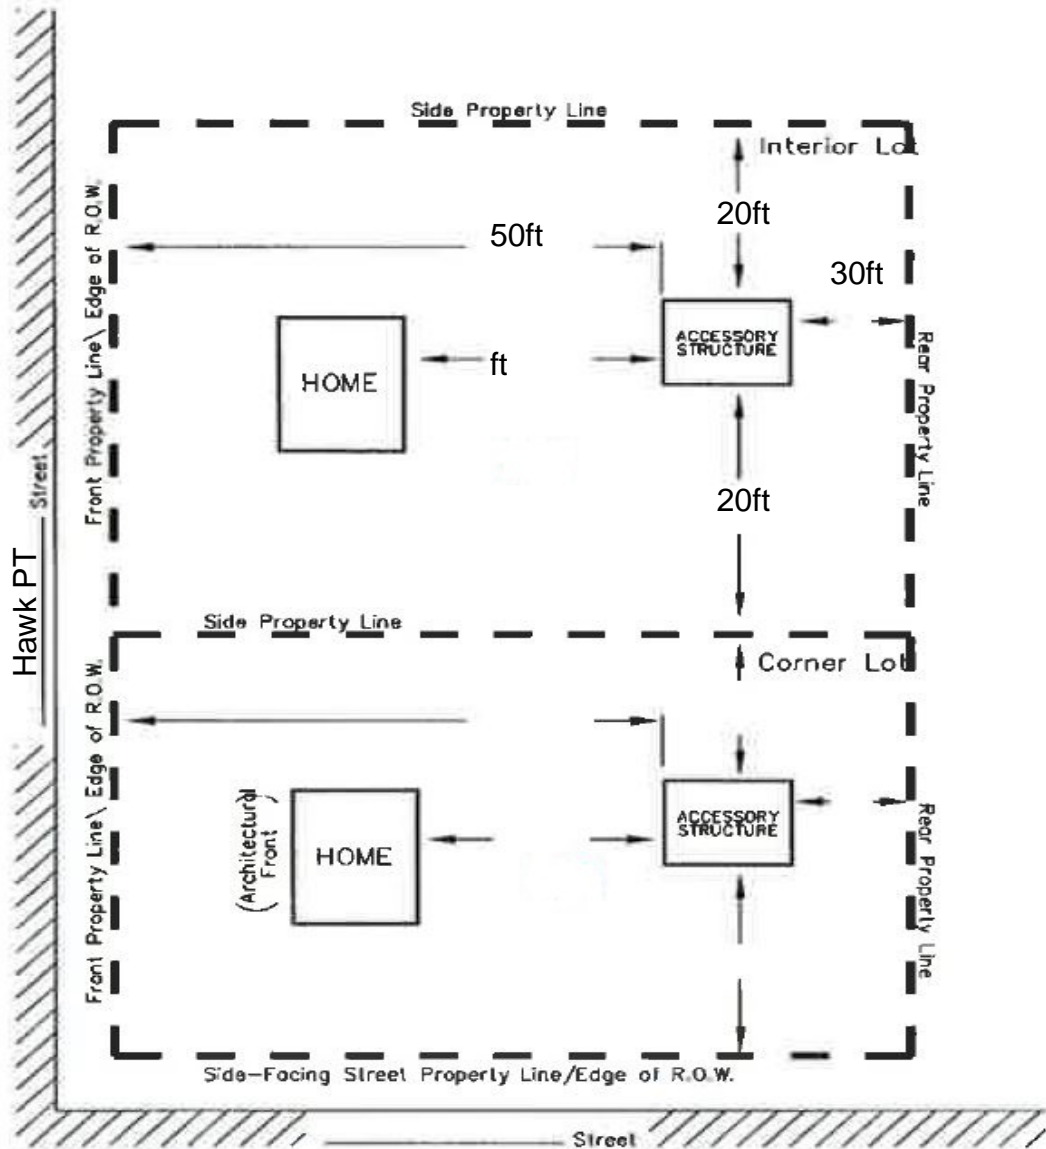 Side Property Line
Interior Lot
50ft
20ft
30ft
Front Property Line\ Edge of R.O.W.
ACCESSORY
STRUCTURE
HOME
ft
Rear Property Line
20ft
Hawk PT Street
Side Property Line
Corner Lot
Front Property Line\ Edge of R.O.W.
(Architectural
Front)
HOME
ACCESSORY
STRUCTURE
Rear Property Line
Side-Facing Street Property Line/Edge of R.O.W.
Street